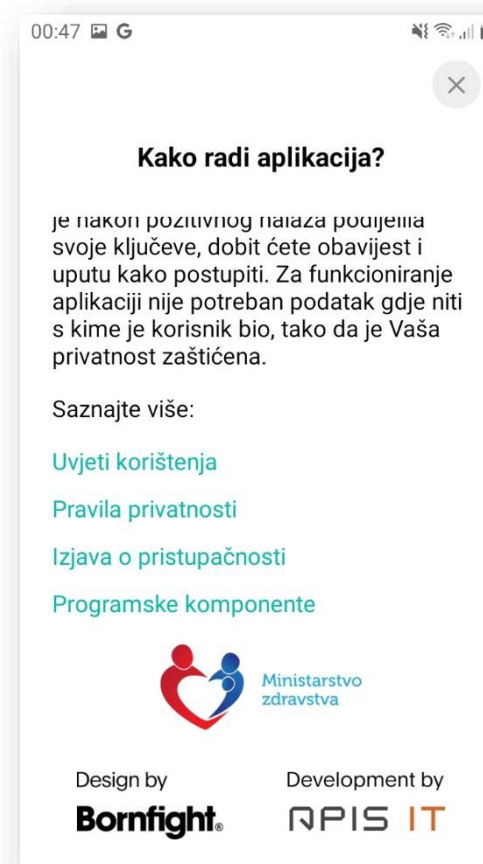 00:47 G
Kako radi aplikacija?
je nakon pozitivnog nalaza podijelila
svoje ključeve, dobit ćete obavijest i
uputu kako postupiti. Za funkcioniranje
aplikaciji nije potreban podatak gdje niti
s kime je korisnik bio, tako da je Vaša
privatnost zaštićena.
Saznajte više:
Uvjeti korištenja
Pravila privatnosti
Izjava o pristupačnosti
Programske komponente
Ministarstvo
zdravstva
Design by
Bornfight®
Development by
APIS IT